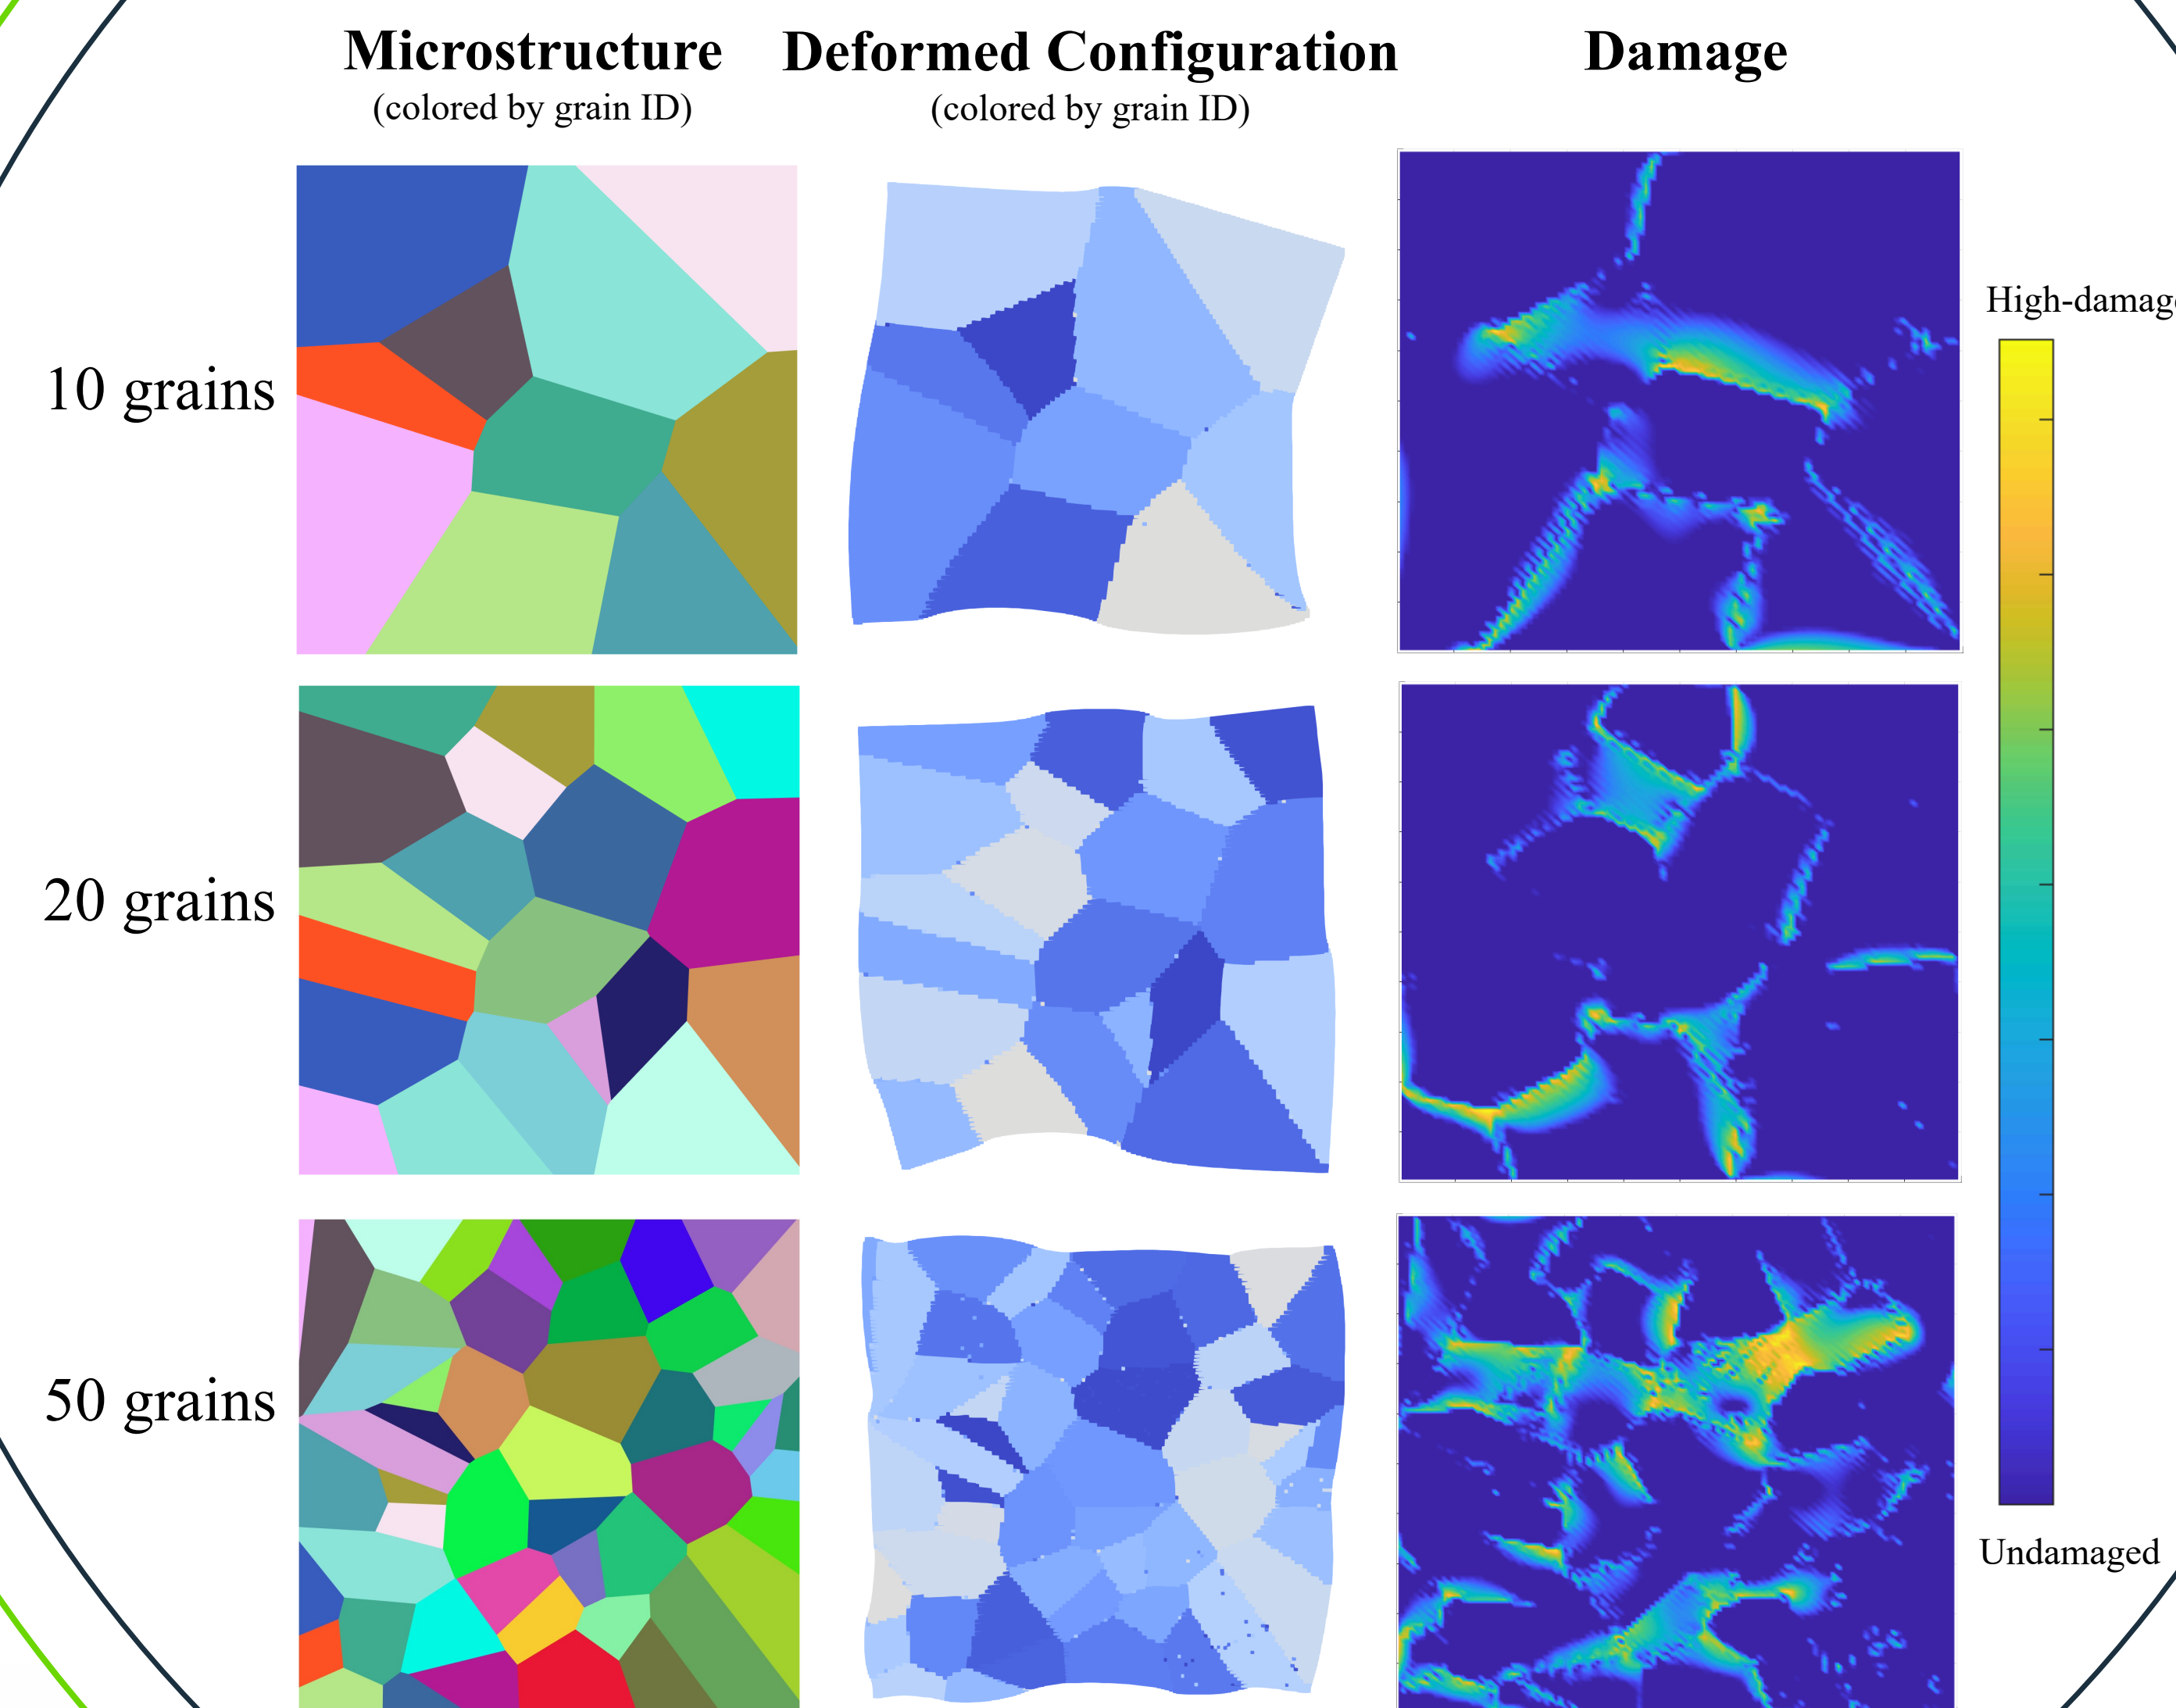 Microstructure
Deformed Configuration
Damage
(colored by grain ID)
(colored by grain ID)
High-damag
10 grains
20 grains
50 grains
Undamaged